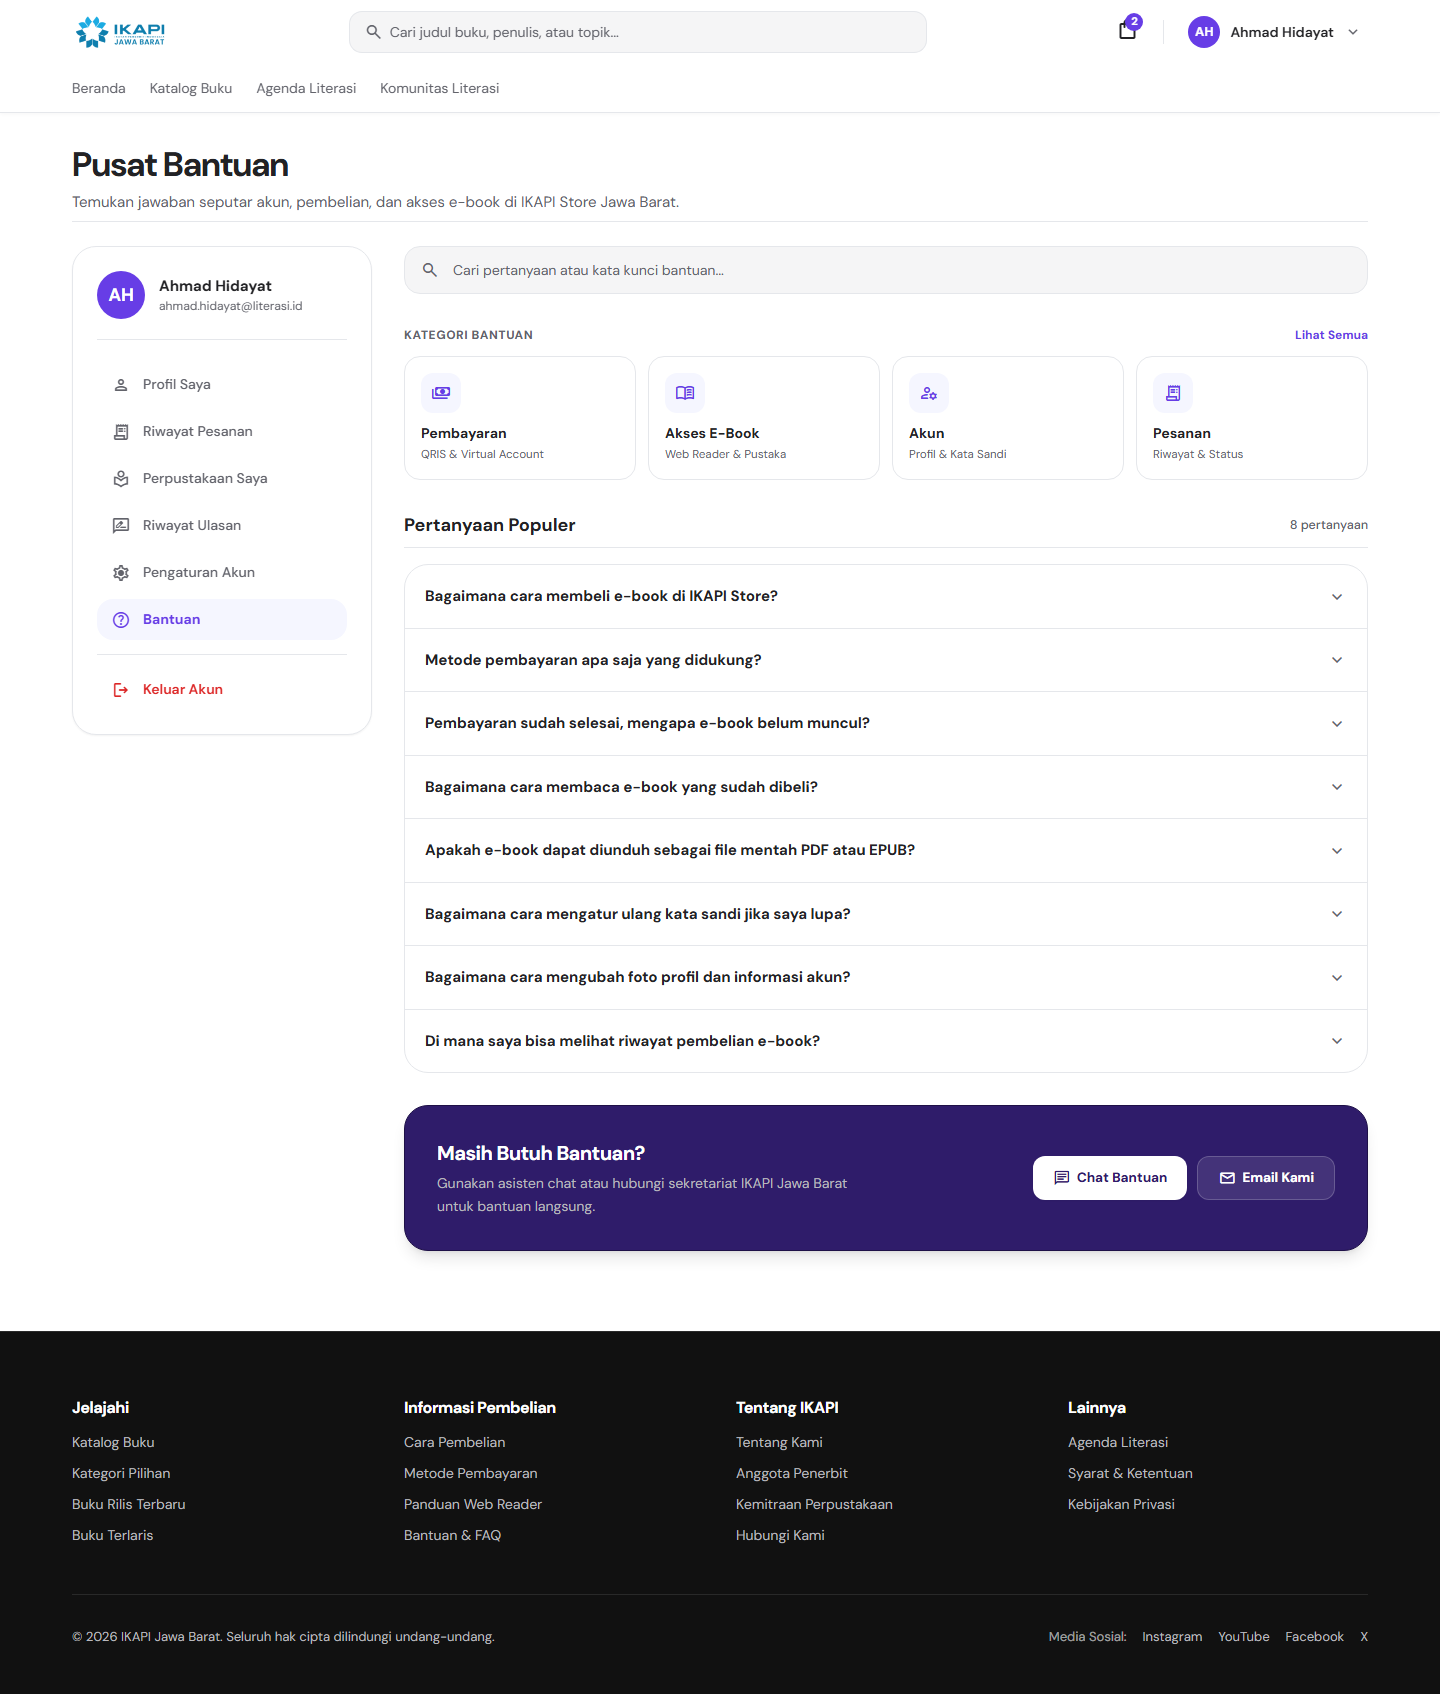 IKAPI
JAWA BARAT
Cari judul buku, penulis, atau topik...
2
AH
Ahmad Hidayat
Beranda
Katalog Buku
Agenda Literasi
Komunitas Literasi
Pusat Bantuan
Temukan jawaban seputar akun, pembelian, dan akses e-book di IKAPI Store Jawa Barat.
AH
Ahmad Hidayat
ahmad.hidayat@literasi.id
Profil Saya
Riwayat Pesanan
Perpustakaan Saya
Riwayat Ulasan
Pengaturan Akun
Bantuan
Keluar Akun
Cari pertanyaan atau kata kunci bantuan...
KATEGORI BANTUAN
Lihat Semua
Pembayaran
QRIS & Virtual Account
Akses E-Book
Web Reader & Pustaka
Akun
Profil & Kata Sandi
Pesanan
Riwayat & Status
Pertanyaan Populer
8 pertanyaan
Bagaimana cara membeli e-book di IKAPI Store?
Metode pembayaran apa saja yang didukung?
Pembayaran sudah selesai, mengapa e-book belum muncul?
Bagaimana cara membaca e-book yang sudah dibeli?
Apakah e-book dapat diunduh sebagai file mentah PDF atau EPUB?
Bagaimana cara mengatur ulang kata sandi jika saya lupa?
Bagaimana cara mengubah foto profil dan informasi akun?
Di mana saya bisa melihat riwayat pembelian e-book?
Masih Butuh Bantuan?
Gunakan asisten chat atau hubungi sekretariat IKAPI Jawa Barat
untuk bantuan langsung.
Chat Bantuan
Email Kami
Jelajahi
Katalog Buku
Kategori Pilihan
Buku Rilis Terbaru
Buku Terlaris
Informasi Pembelian
Cara Pembelian
Metode Pembayaran
Panduan Web Reader
Bantuan & FAQ
Tentang IKAPI
Tentang Kami
Anggota Penerbit
Kemitraan Perpustakaan
Hubungi Kami
Lainnya
Agenda Literasi
Syarat & Ketentuan
Kebijakan Privasi
© 2026 IKAPI Jawa Barat. Seluruh hak cipta dilindungi undang-undang.
Media Sosial:
Instagram
YouTube
Facebook
X